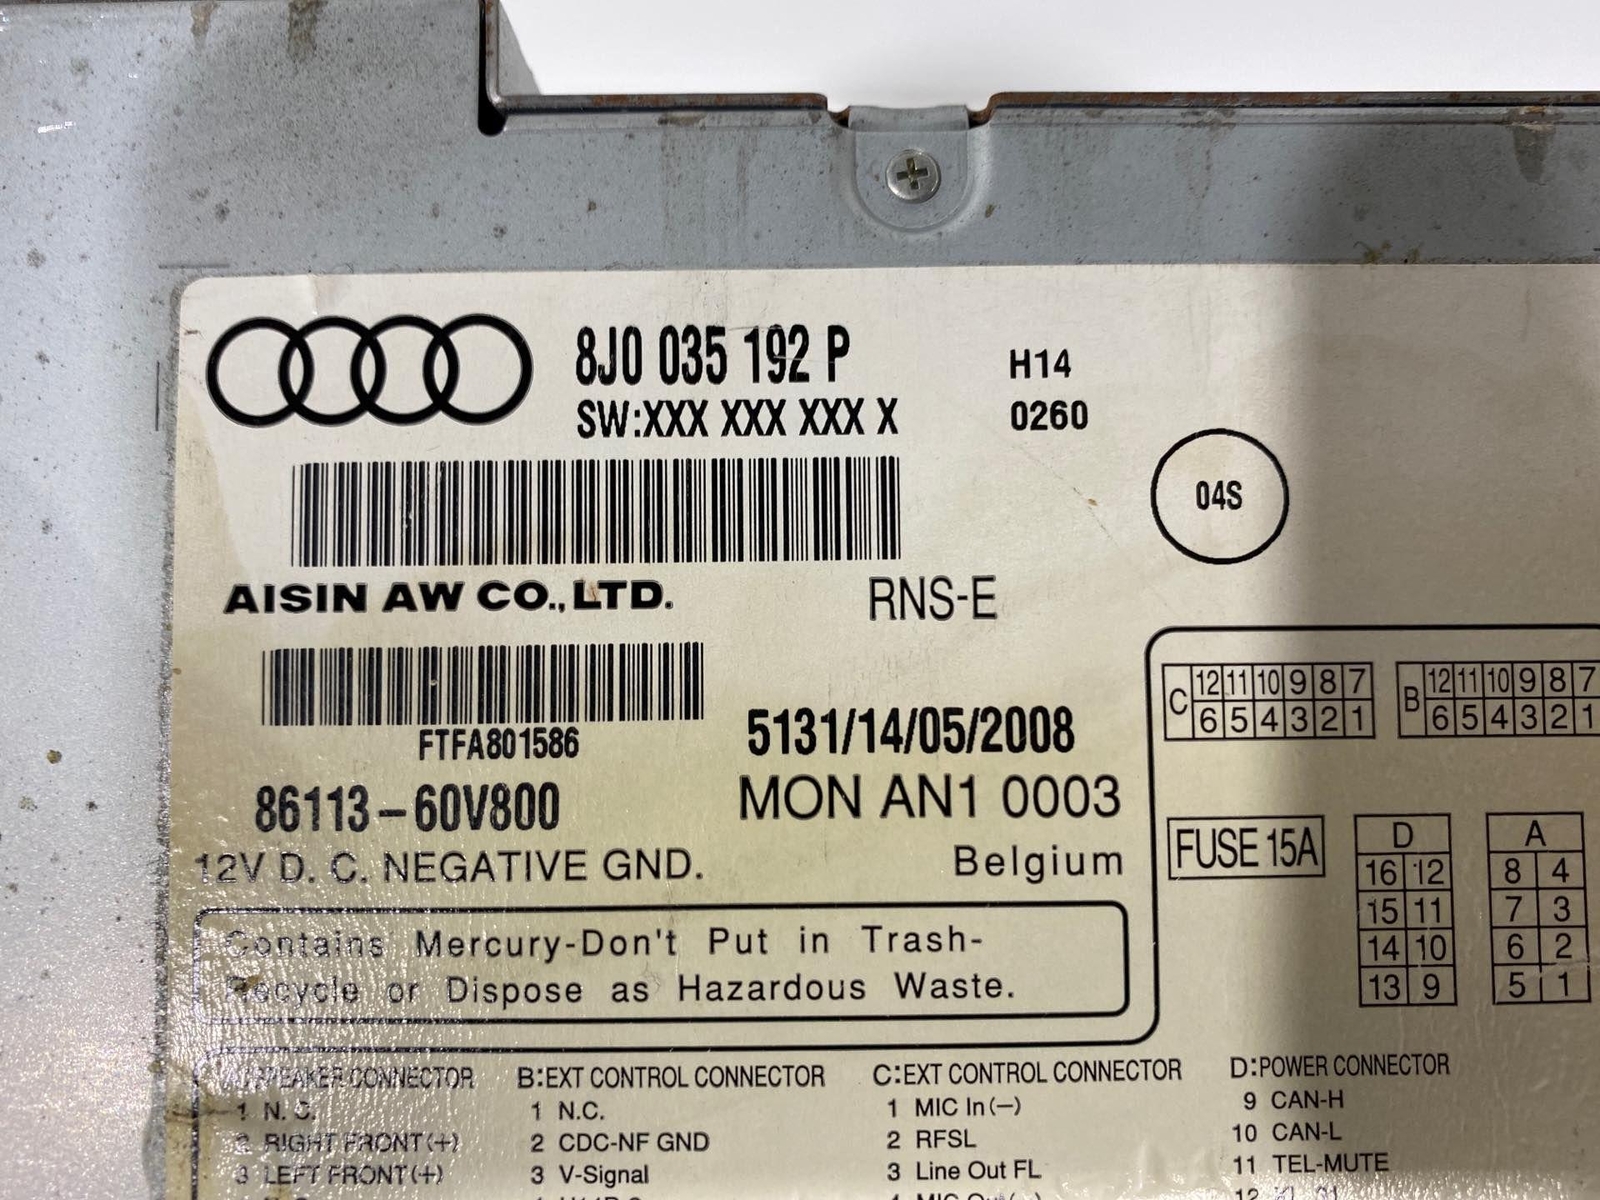 8J0 035 192 P
H14
SW:XXX XXX XXX X
0260
04S
AISIN AW CO.,LTD.
RNS-E
C 12 11 10 9 8 7
6 5 4 3 2 1
B 12 11 10 9 8 7
6 5 4 3 2 1
FTFA801586
5131/14/05/2008
86113-60V800
MON AN1 0003
12V D. C. NEGATIVE GND.
Belgium
FUSE 15A
D
16 12
15 11
14 10
13 9
A
8 4
7 3
6 2
5 1
Contains Mercury-Don't Put in Trash-
Recycle or Dispose as Hazardous Waste.
SPEAKER CONNECTOR
1 N.C.
2 RIGHT FRONT(+)
3 LEFT FRONT(+)
B:EXT CONTROL CONNECTOR
1 N.C.
2 CDC-NF GND
3 V-Signal
C:EXT CONTROL CONNECTOR
1 MIC In(-)
2 RFSL
3 Line Out FL
D:POWER CONNECTOR
9 CAN-H
10 CAN-L
11 TEL-MUTE